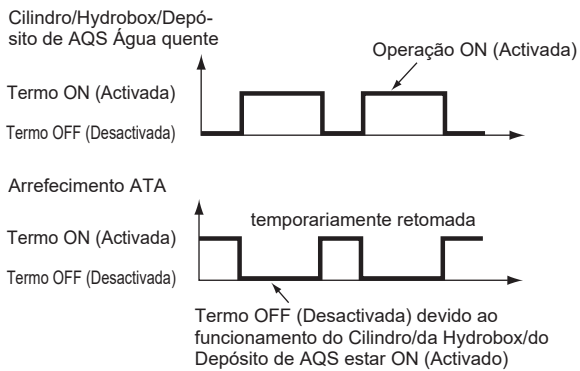 Cilindro/Hydrobox/Depó-
sito de AQS Água quente
Operação ON (Activada)
Termo ON (Activada)
Termo OFF (Desactivada)
Arrefecimento ATA
temporariamente retomada
Termo ON (Activada)
Termo OFF (Desactivada)
Termo OFF (Desactivada) devido ao
funcionamento do Cilindro/da Hydrobox/do
Depósito de AQS estar ON (Activado)